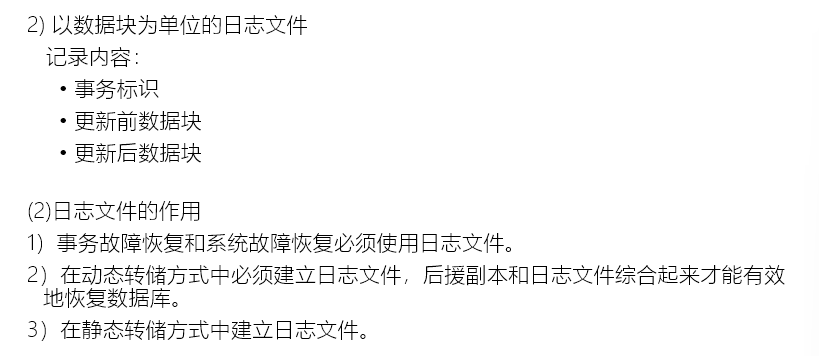 2) 以数据块为单位的日志文件
记录内容：
• 事务标识
• 更新前数据块
• 更新后数据块
(2)日志文件的作用
1）事务故障恢复和系统故障恢复必须使用日志文件。
2）在动态转储方式中必须建立日志文件，后援副本和日志文件综合起来才能有效
地恢复数据库。
3）在静态转储方式中建立日志文件。